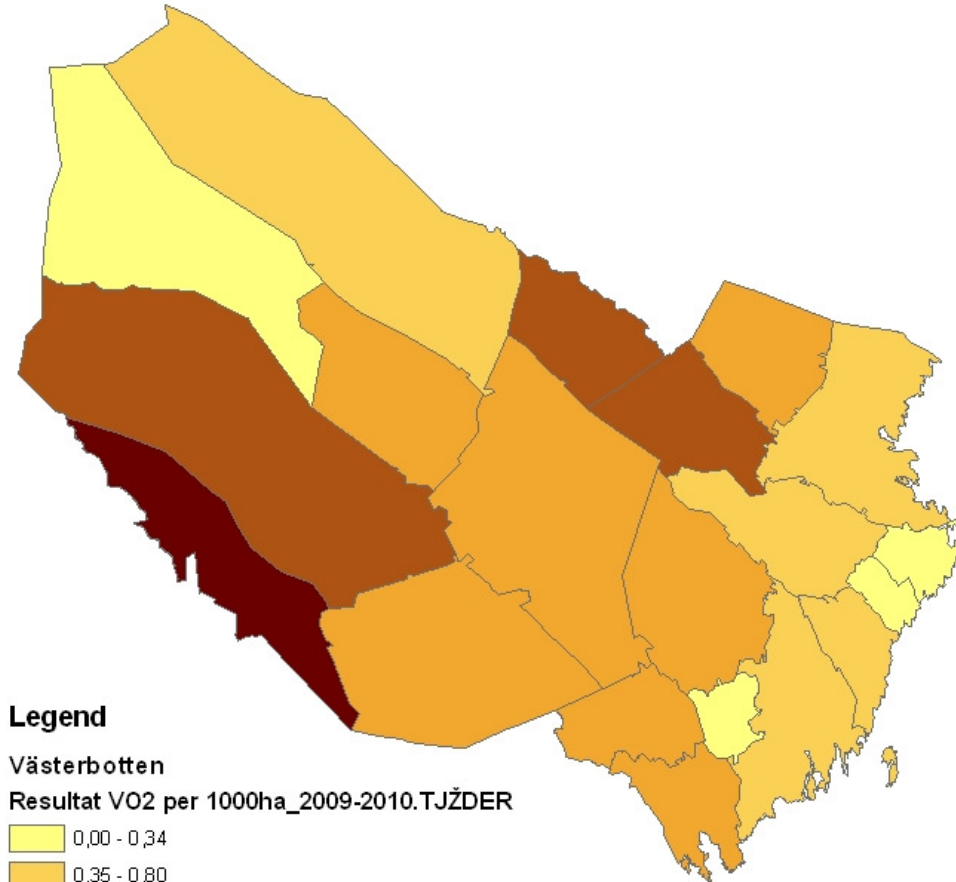 Legend
Västerbotten
Resultat VO2 per 1000ha_2009-2010.TJŽDER
0,00 - 0,34
0,35 - 0,80